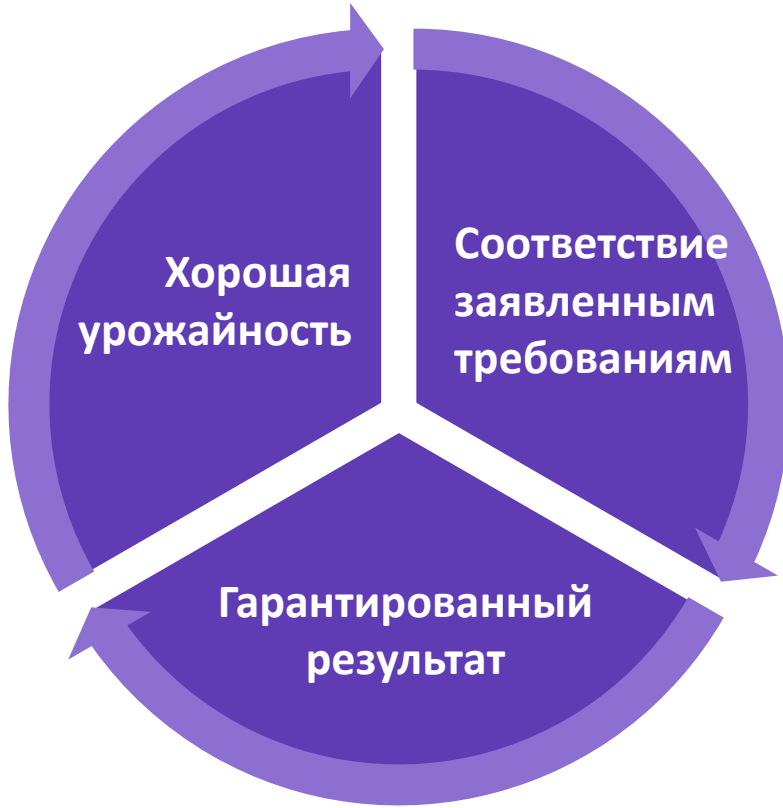 Хорошая
урожайность
Соответствие
заявленным
требованиям
Гарантированный
результат